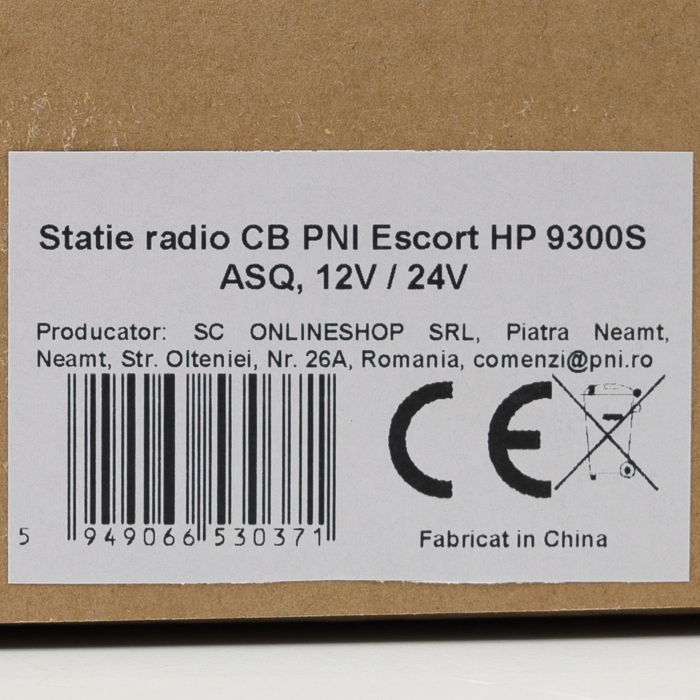 Statie radio CB PNI Escort HP 9300S
ASQ, 12V / 24V
Producator: SC ONLINESHOP SRL, Piatra Neamt,
Neamt, Str. Olteniei, Nr. 26A, Romania, comenzi@pni.ro
CE
5 949066 530371
Fabricat in China